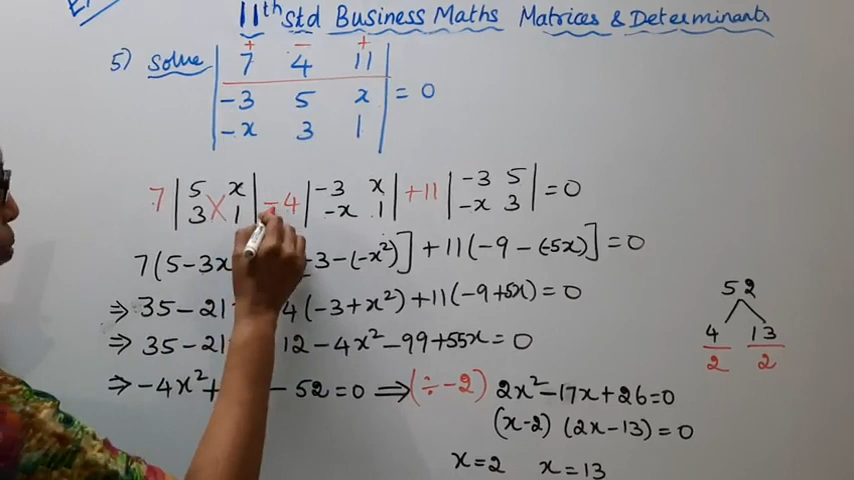 11th Std Business Maths Matrices & Determinants
+ − +
5) Solve | 7 4 11 |
| -3 5 x | = 0
| -x 3 1 |
7 | 5 x | -4 | -3 x | +11 | -3 5 | = 0
| 3 1 | | -x 1 | | -x 3 |
7(5-3x -3-(-x²)] + 11(-9-(-5x)] = 0
⇒ 35-21 4(-3+x²)+11(-9+5x)= 0
⇒ 35-21 12-4x²-99+55x= 0
⇒ -4x²+ - 52 = 0 ⇒ (÷ -2) 2x²-17x+26=0
(x-2) (2x-13)=0
x=2 x=13
52
4 13
2 2